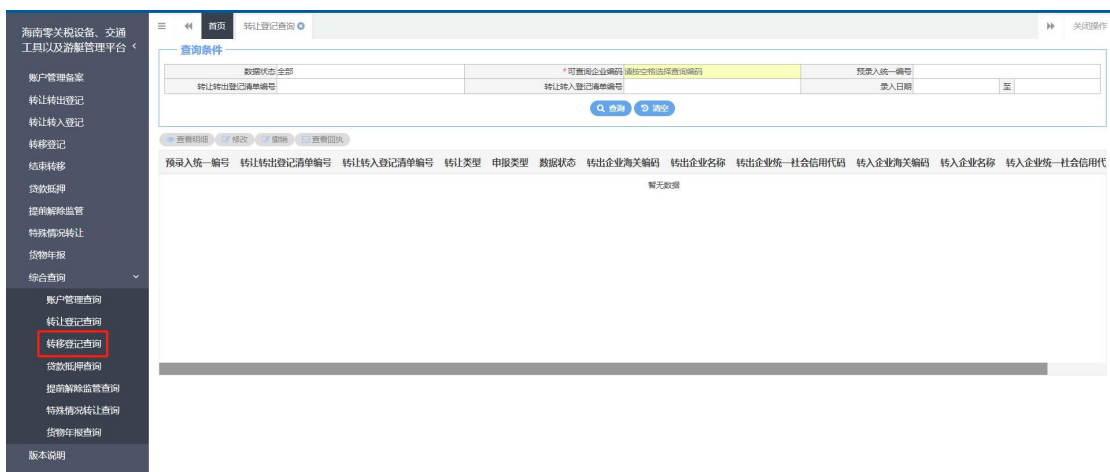 海南零关税设备、交通
工具以及游艇管理平台
账户管理备案
转让转出登记
转让转入登记
转移登记
结束转移
贷款抵押
提前解除监管
特殊情况转让
货物年报
综合查询
账户管理查询
转让登记查询
转移登记查询
贷款抵押查询
提前解除监管查询
特殊情况转让查询
货物年报查询
版本说明
首页 转让登记查询 关闭操作
查询条件
数据状态 全部 *可查询企业编码 请按空格选择查询编码 预录入统一编号
转让转出登记清单编号 转让转入登记清单编号 录入日期 至
查询 清空
查看明细 修改 撤销 查看回执
预录入统一编号 转让转出登记清单编号 转让转入登记清单编号 转让类型 申报类型 数据状态 转出企业海关编码 转出企业名称 转出企业统一社会信用代码 转入企业海关编码 转入企业名称 转入企业统一社会信用代
暂无数据